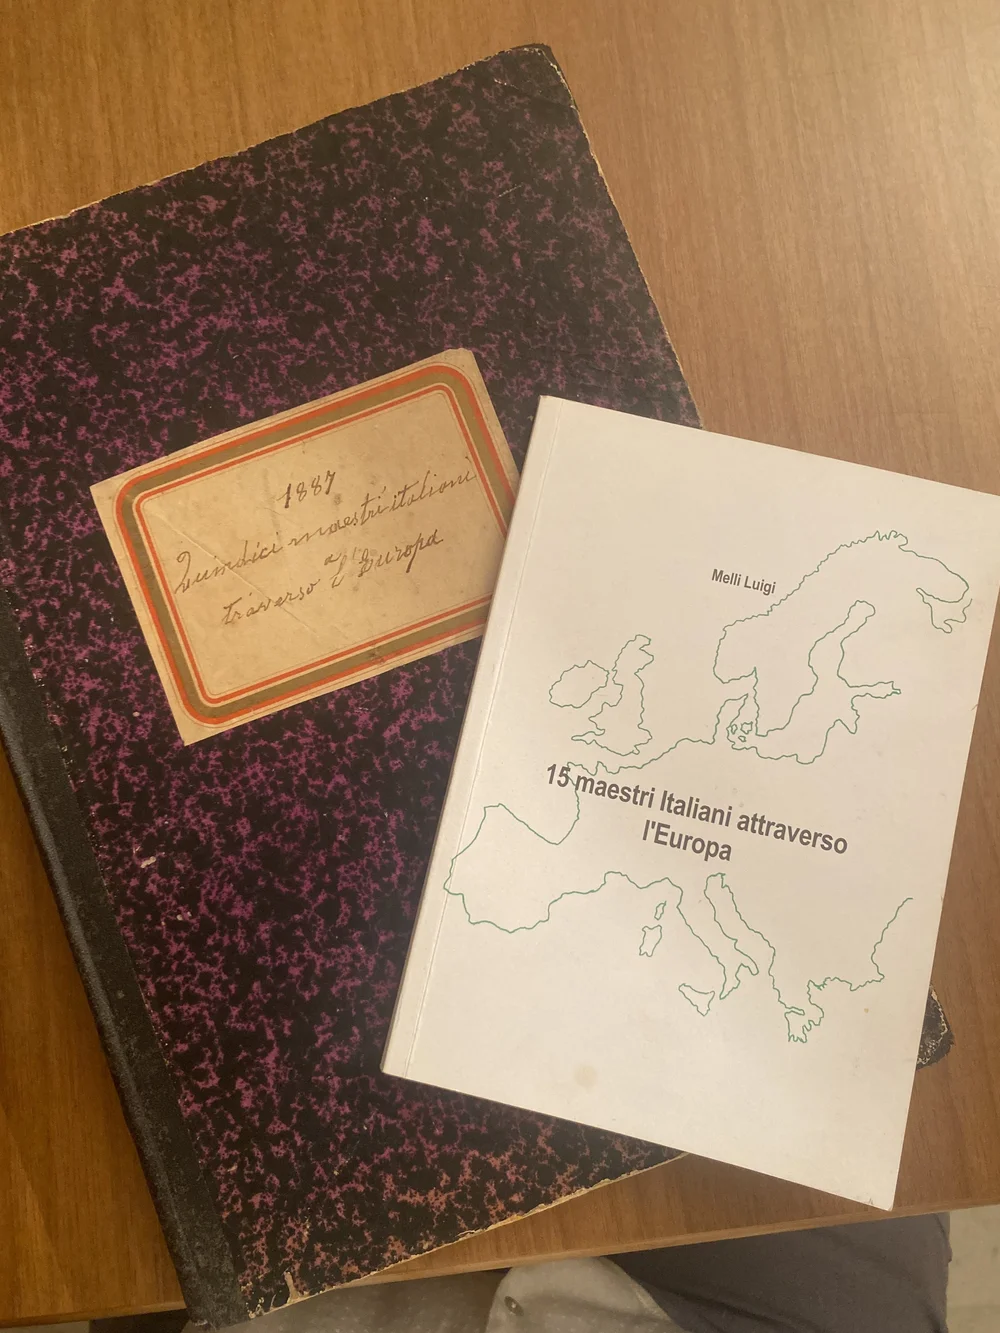 1887
Quindici maestri italiani
a
traverso l'Europa
Melli Luigi
15 maestri Italiani attraverso
l'Europa